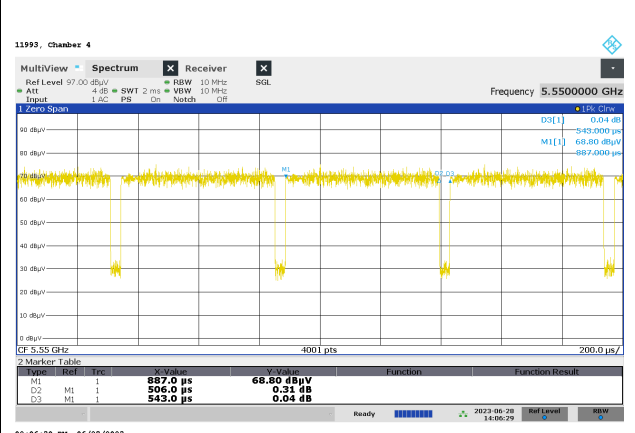 11993, Chamber 4
MultiView Spectrum X Receiver X
Ref Level 97.00 dBµV RBW 10 MHz SGL
Att 4 dB SWT 2 ms VBW 10 MHz
Input 1 AC PS On Notch Off Frequency 5.5500000 GHz
1 Zero Span 1Pk Clrw
D3[1] 0.04 dB
543.000 µs
M1[1] 68.80 dBµV
887.000 µs
90 dBµV
80 dBµV
70 dBµV
60 dBµV
50 dBµV
40 dBµV
30 dBµV
20 dBµV
10 dBµV
0 dBµV
M1
D2 D3
CF 5.55 GHz 4001 pts 200.0 µs/
2 Marker Table
Type Ref Trc X-Value Y-Value Function Function Result
M1 1 887.0 µs 68.80 dBµV
D2 M1 1 506.0 µs 0.31 dB
D3 M1 1 543.0 µs 0.04 dB
Ready 2023-06-28 Ref Level RBW
14:06:29